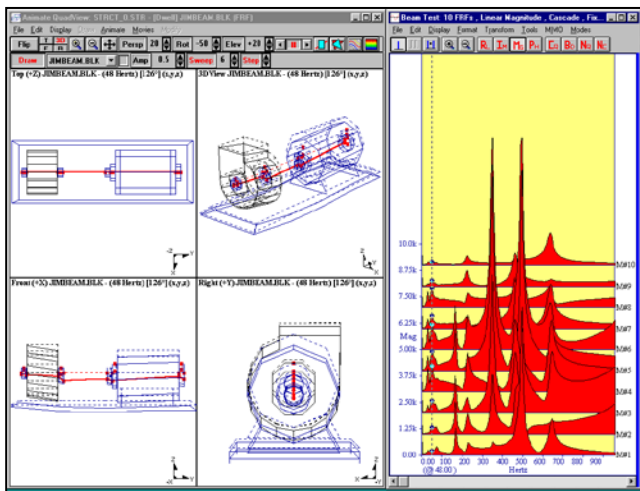 Animate QuadView: STRCT_0.STR - [Dwell] JIMBEAM.BLK (FRF)
File Edit Display Draw Animate Movies Modify
Flip Persp 20 Rot -50 Elev +20
Draw JIMBEAM.BLK Amp 8.5 Sweep 6 Step
Top (+Z) JIMBEAM.BLK - (48 Hertz) [126°] (x,y,z)
3DView JIMBEAM.BLK - (48 Hertz) [126°] (x,y,z)
Front (+X) JIMBEAM.BLK - (48 Hertz) [126°] (x,y,z)
Right (+Y) JIMBEAM.BLK - (48 Hertz) [126°] (x,y,z)
Beam Test: 10 FRFs , Linear Magnitude , Cascade , Fix...
File Edit Display Format Transform Tools MIMO Modes
10.0k
8.75k
7.50k
6.25k
Mag
5.00k
3.75k
2.50k
1.25k
0.00
M#10
M#9
M#8
M#7
M#6
M#5
M#4
M#3
M#2
M#1
0.00 100 200 300 400 500 600 700 800 900
(@ 48.00 ) Hertz